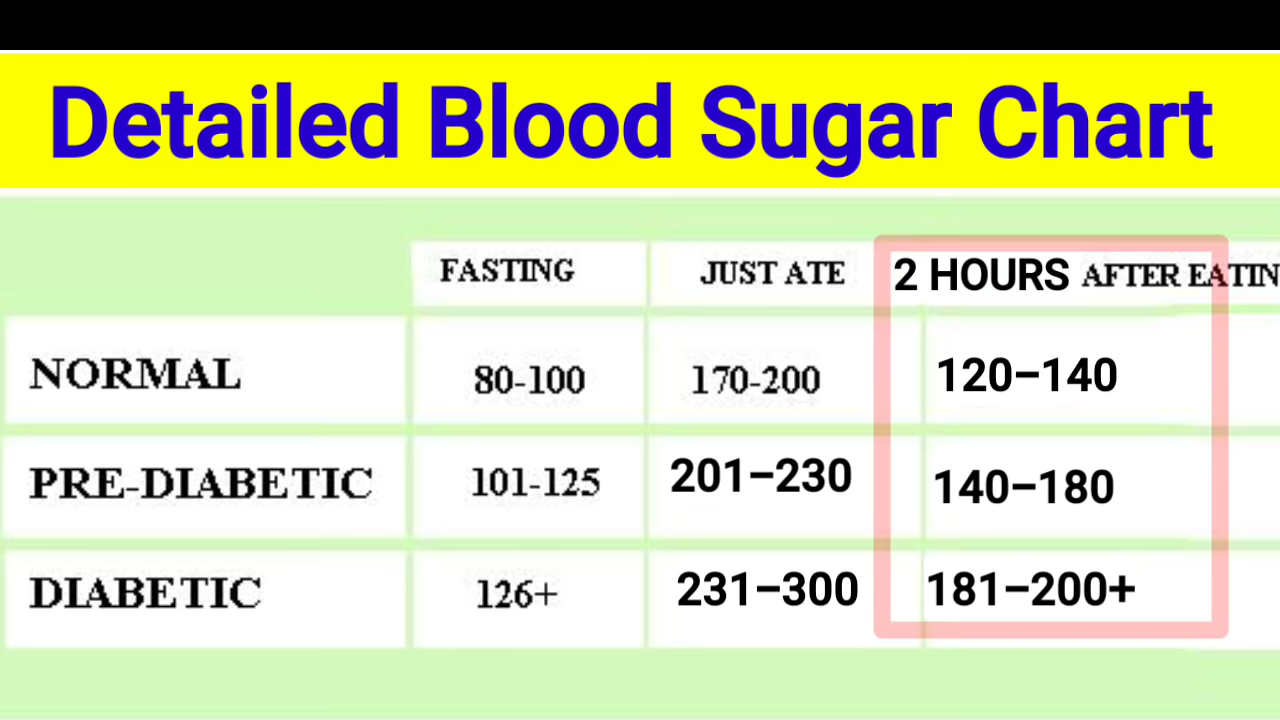 Detailed Blood Sugar Chart
FASTING JUST ATE 2 HOURS AFTER EATIN
NORMAL 80-100 170-200 120–140
PRE-DIABETIC 101-125 201–230 140–180
DIABETIC 126+ 231–300 181–200+